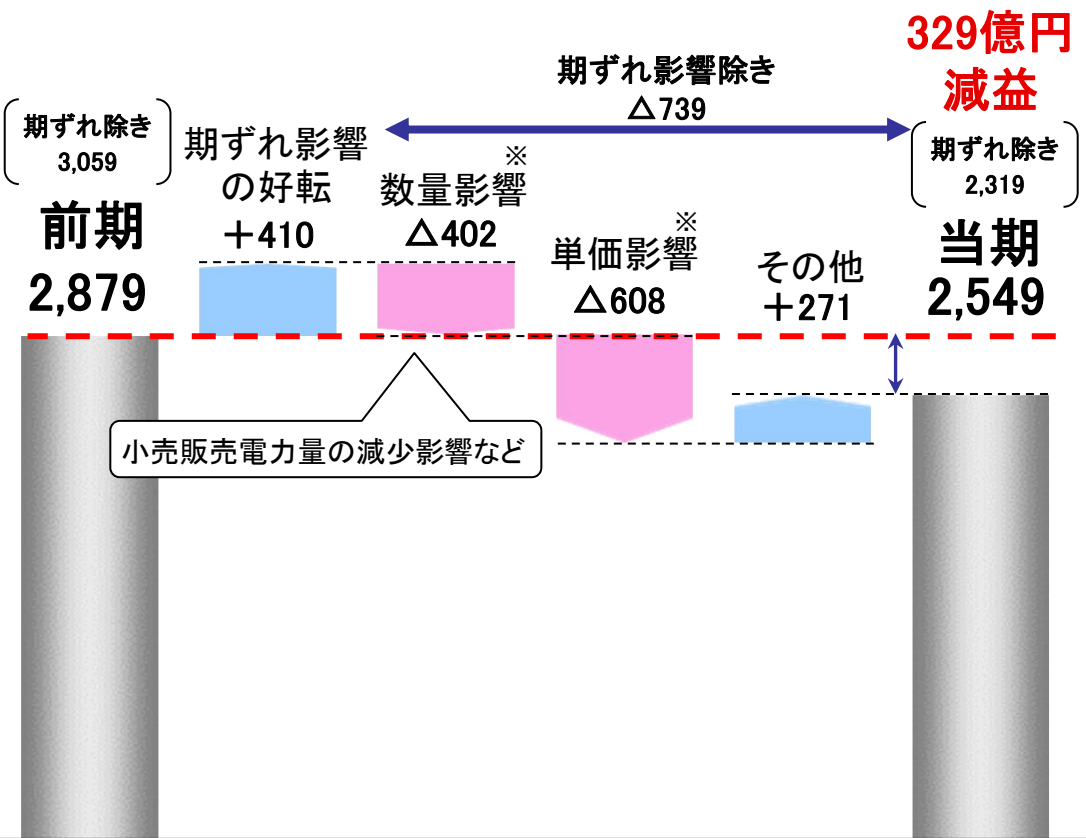 329億円
減益
期ずれ影響除き
△739
期ずれ除き
3,059
前期
2,879
期ずれ影響
の好転
＋410
※
数量影響
△402
※
単価影響
△608
その他
＋271
期ずれ除き
2,319
当期
2,549
小売販売電力量の減少影響など